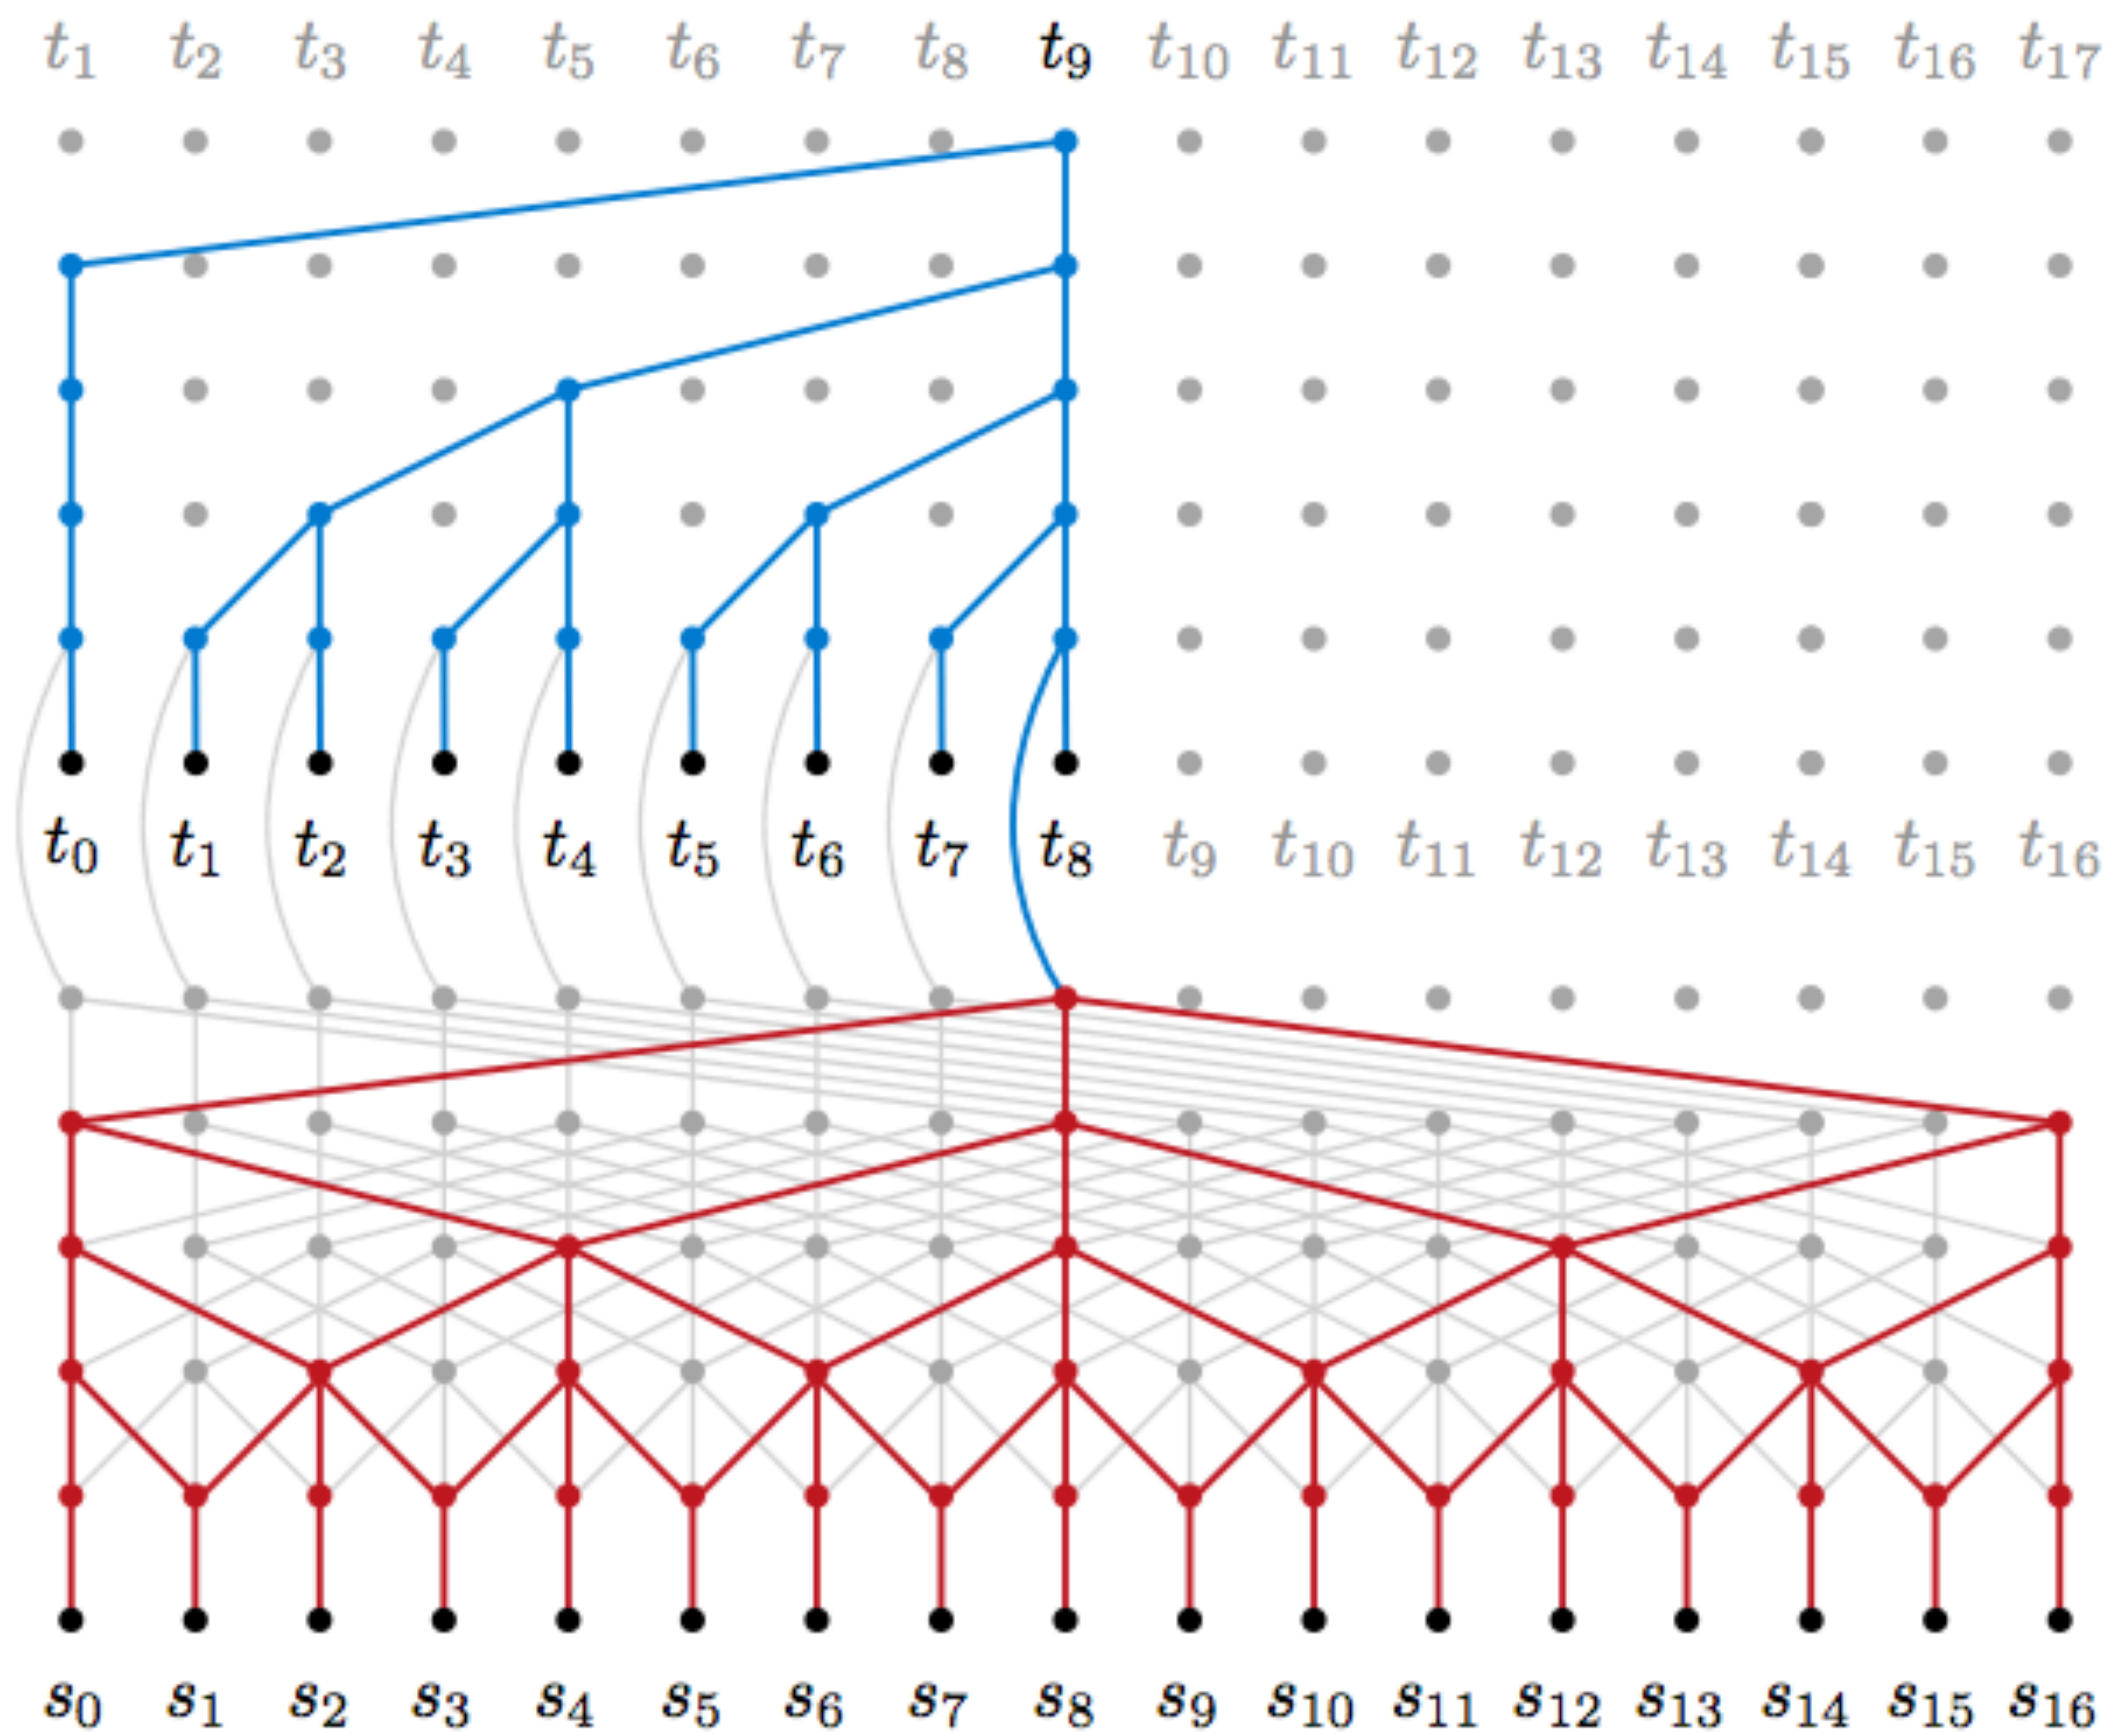 t₁ t₂ t₃ t₄ t₅ t₆ t₇ t₈ t₉ t₁₀ t₁₁ t₁₂ t₁₃ t₁₄ t₁₅ t₁₆ t₁₇
t₀ t₁ t₂ t₃ t₄ t₅ t₆ t₇ t₈ t₉ t₁₀ t₁₁ t₁₂ t₁₃ t₁₄ t₁₅ t₁₆
s₀ s₁ s₂ s₃ s₄ s₅ s₆ s₇ s₈ s₉ s₁₀ s₁₁ s₁₂ s₁₃ s₁₄ s₁₅ s₁₆